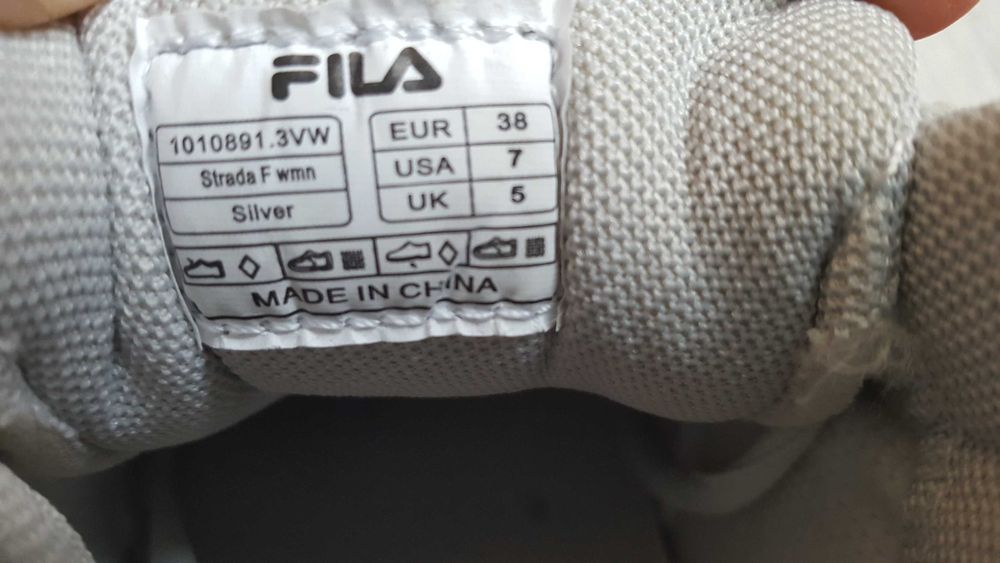 FILA
1010891.3VW
Strada F wmn
Silver
EUR 38
USA 7
UK 5
MADE IN CHINA